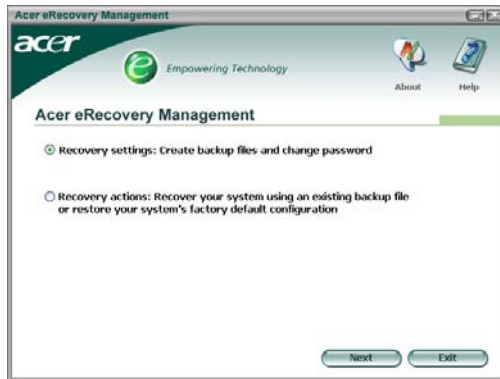 Acer eRecovery Management
acer
e Empowering Technology
About
Help
Acer eRecovery Management
Recovery settings: Create backup files and change password
Recovery actions: Recover your system using an existing backup file
or restore your system's factory default configuration
Next
Exit